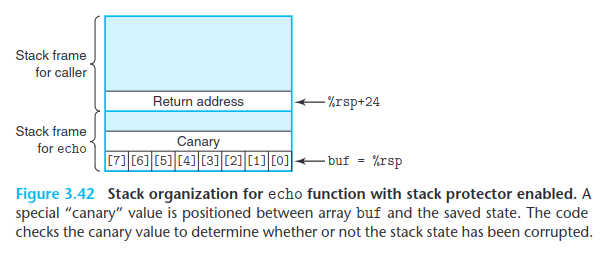 Stack frame
for caller
Return address
%rsp+24
Stack frame
for echo
Canary
[7] [6] [5] [4] [3] [2] [1] [0]
buf = %rsp
Figure 3.42 Stack organization for echo function with stack protector enabled. A
special “canary” value is positioned between array buf and the saved state. The code
checks the canary value to determine whether or not the stack state has been corrupted.